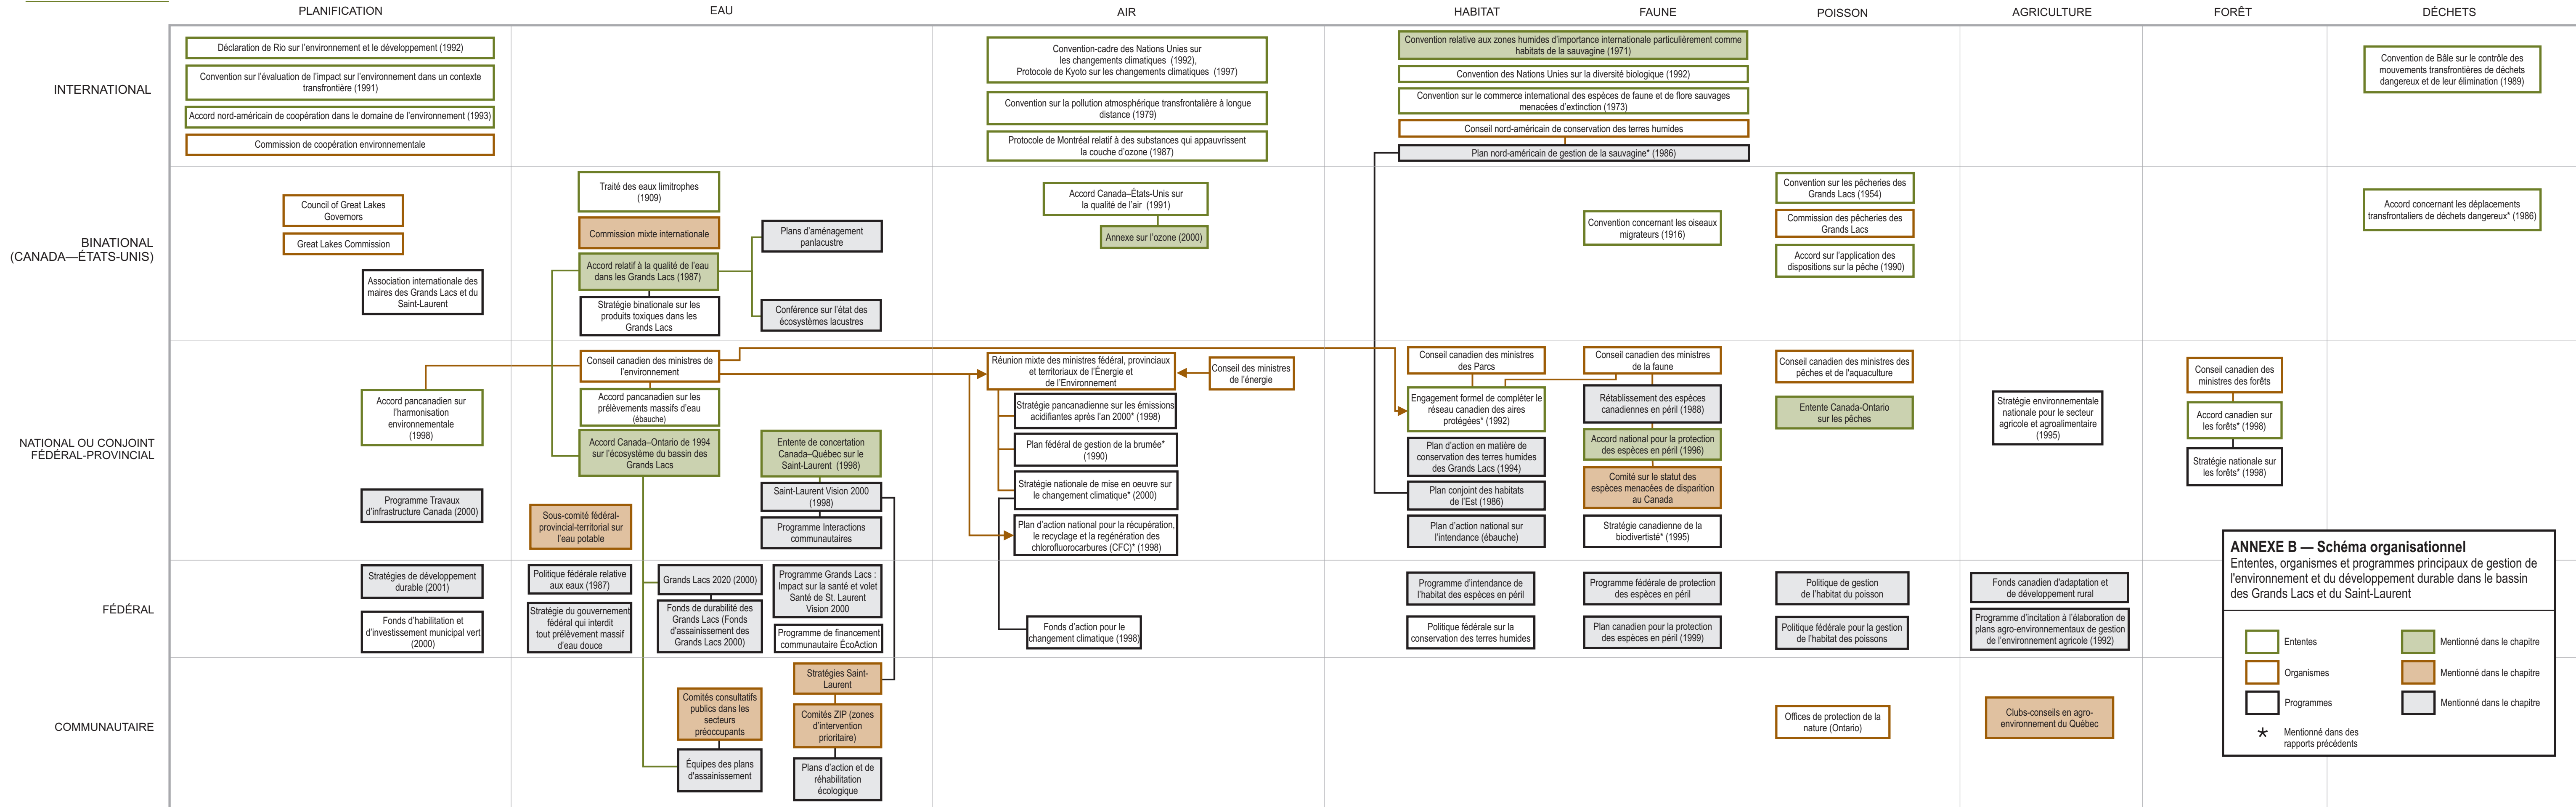 PLANIFICATION
EAU
AIR
HABITAT
FAUNE
POISSON
AGRICULTURE
FORÊT
DÉCHETS
INTERNATIONAL
Déclaration de Rio sur l'environnement et le développement (1992)
Convention sur l'évaluation de l'impact sur l'environnement dans un contexte
transfrontière (1991)
Accord nord-américain de coopération dans le domaine de l'environnement (1993)
Commission de coopération environnementale
Convention-cadre des Nations Unies sur
les changements climatiques (1992),
Protocole de Kyoto sur les changements climatiques (1997)
Convention sur la pollution atmosphérique transfrontalière à longue
distance (1979)
Protocole de Montréal relatif à des substances qui appauvrissent
la couche d'ozone (1987)
Convention relative aux zones humides d'importance internationale particulièrement comme
habitats de la sauvagine (1971)
Convention des Nations Unies sur la diversité biologique (1992)
Convention sur le commerce international des espèces de faune et de flore sauvages
menacées d'extinction (1973)
Conseil nord-américain de conservation des terres humides
Plan nord-américain de gestion de la sauvagine* (1986)
Convention de Bâle sur le contrôle des
mouvements transfrontières de déchets
dangereux et de leur élimination (1989)
BINATIONAL
(CANADA—ÉTATS-UNIS)
Council of Great Lakes
Governors
Great Lakes Commission
Association internationale des
maires des Grands Lacs et du
Saint-Laurent
Traité des eaux limitrophes
(1909)
Commission mixte internationale
Accord relatif à la qualité de l'eau
dans les Grands Lacs (1987)
Stratégie binationale sur les
produits toxiques dans les
Grands Lacs
Plans d'aménagement
panlacustre
Conférence sur l'état des
écosystèmes lacustres
Accord Canada–États-Unis sur
la qualité de l'air (1991)
Annexe sur l'ozone (2000)
Convention concernant les oiseaux
migrateurs (1916)
Convention sur les pêcheries des
Grands Lacs (1954)
Commission des pêcheries des
Grands Lacs
Accord sur l'application des
dispositions sur la pêche (1990)
Accord concernant les déplacements
transfrontaliers de déchets dangereux* (1986)
NATIONAL OU CONJOINT
FÉDÉRAL-PROVINCIAL
Accord pancanadien sur
l'harmonisation
environnementale
(1998)
Programme Travaux
d'infrastructure Canada (2000)
Conseil canadien des ministres de
l'environnement
Accord pancanadien sur les
prélèvements massifs d'eau
(ébauche)
Accord Canada–Ontario de 1994
sur l'écosystème du bassin des
Grands Lacs
Sous-comité fédéral-
provincial-territorial sur
l'eau potable
Entente de concertation
Canada–Québec sur le
Saint-Laurent (1998)
Saint-Laurent Vision 2000
(1998)
Programme Interactions
communautaires
Réunion mixte des ministres fédéral, provinciaux
et territoriaux de l'Énergie et
de l'Environnement
Conseil des ministres
de l'énergie
Stratégie pancanadienne sur les émissions
acidifiantes après l'an 2000* (1998)
Plan fédéral de gestion de la brumée*
(1990)
Stratégie nationale de mise en oeuvre sur
le changement climatique* (2000)
Plan d'action national pour la récupération,
le recyclage et la regénération des
chlorofluorocarbures (CFC)* (1998)
Conseil canadien des ministres
des Parcs
Engagement formel de compléter le
réseau canadien des aires
protégées* (1992)
Plan d'action en matière de
conservation des terres humides
des Grands Lacs (1994)
Plan conjoint des habitats
de l'Est (1986)
Plan d'action national sur
l'intendance (ébauche)
Conseil canadien des ministres
de la faune
Rétablissement des espèces
canadiennes en péril (1988)
Accord national pour la protection
des espèces en péril (1996)
Comité sur le statut des
espèces menacées de disparition
au Canada
Stratégie canadienne de la
biodivertisté* (1995)
Conseil canadien des ministres des
pêches et de l'aquaculture
Entente Canada-Ontario
sur les pêches
Stratégie environnementale
nationale pour le secteur
agricole et agroalimentaire
(1995)
Conseil canadien des
ministres des forêts
Accord canadien sur
les forêts* (1998)
Stratégie nationale sur
les forêts* (1998)
FÉDÉRAL
Stratégies de développement
durable (2001)
Fonds d'habilitation et
d'investissement municipal vert
(2000)
Politique fédérale relative
aux eaux (1987)
Stratégie du gouvernement
fédéral qui interdit
tout prélèvement massif
d'eau douce
Grands Lacs 2020 (2000)
Fonds de durabilité des
Grands Lacs (Fonds
d'assainissement des
Grands Lacs 2000)
Programme Grands Lacs :
Impact sur la santé et volet
Santé de St. Laurent
Vision 2000
Programme de financement
communautaire ÉcoAction
Fonds d'action pour le
changement climatique (1998)
Programme d'intendance de
l'habitat des espèces en péril
Politique fédérale sur la
conservation des terres humides
Programme fédérale de protection
des espèces en péril
Plan canadien pour la protection
des espèces en péril (1999)
Politique de gestion
de l'habitat du poisson
Politique fédérale pour la gestion
de l'habitat des poissons
Fonds canadien d'adaptation et
de développement rural
Programme d'incitation à l'élaboration de
plans agro-environnementaux de gestion
de l'environnement agricole (1992)
COMMUNAUTAIRE
Comités consultatifs
publics dans les
secteurs
préoccupants
Équipes des plans
d'assainissement
Stratégies Saint-
Laurent
Comités ZIP (zones
d'intervention
prioritaire)
Plans d'action et de
réhabilitation
écologique
Offices de protection de la
nature (Ontario)
Clubs-conseils en agro-
environnement du Québec
ANNEXE B — Schéma organisationnel
Ententes, organismes et programmes principaux de gestion de
l'environnement et du développement durable dans le bassin
des Grands Lacs et du Saint-Laurent
Ententes
Mentionné dans le chapitre
Organismes
Mentionné dans le chapitre
Programmes
Mentionné dans le chapitre
* Mentionné dans des
rapports précédents